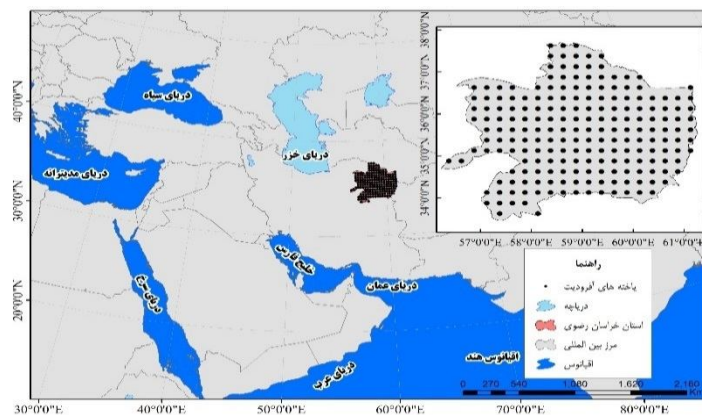 دریای سیاه
دریای خزر
دریای مدیترانه
دریای سرخ
خلیج فارس
دریای عمان
دریای عرب
اقیانوس هند
40°0'0"N
30°0'0"N
20°0'0"N
30°0'0"E 40°0'0"E 50°0'0"E 60°0'0"E 70°0'0"E 80°0'0"E
38°0'0"N
37°0'0"N
36°0'0"N
35°0'0"N
34°0'0"N
57°0'0"E 58°0'0"E 59°0'0"E 60°0'0"E 61°0'0"E
راهنما
یاخته های آفرودیت
دریاچه
استان خراسان رضوی
مرز بین المللی
اقیانوس
0 270 540 1,080 1,620 2,160